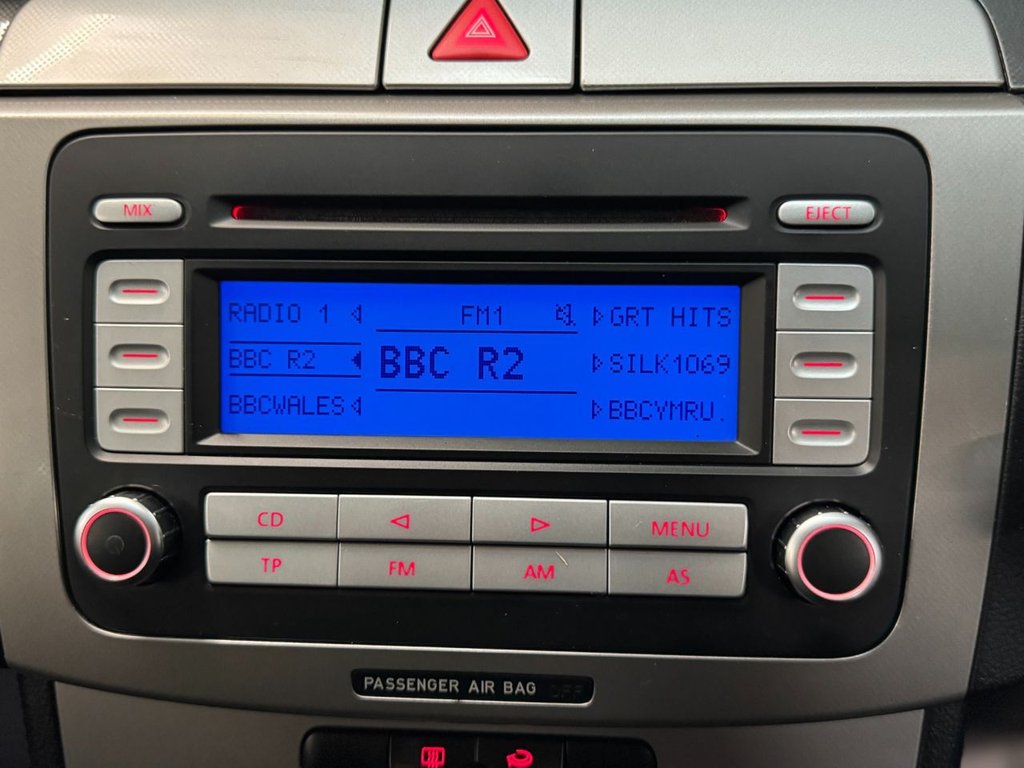 MIX
EJECT
RADIO 1 FM1 GRT HITS
BBC R2 BBC R2 SILK1069
BBCWALES BBCYMRU.
CD MENU
TP FM AM AS
PASSENGER AIR BAG OFF